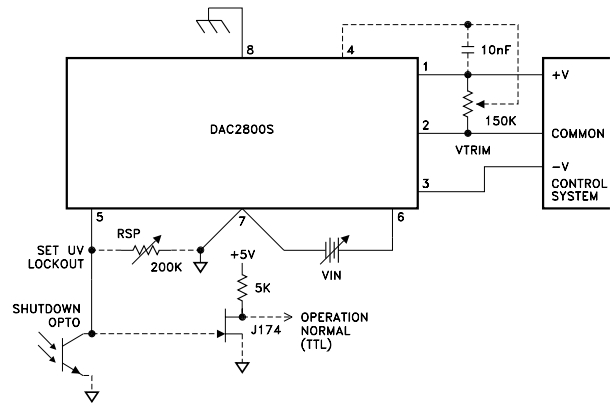 8
4
10nF
1
+V
DAC2800S
150K
2
COMMON
VTRIM
-V
3
CONTROL
SYSTEM
5
7
6
RSP
SET UV
LOCKOUT
200K
+5V
VIN
5K
SHUTDOWN
OPTO
OPERATION
NORMAL
(TTL)
J174